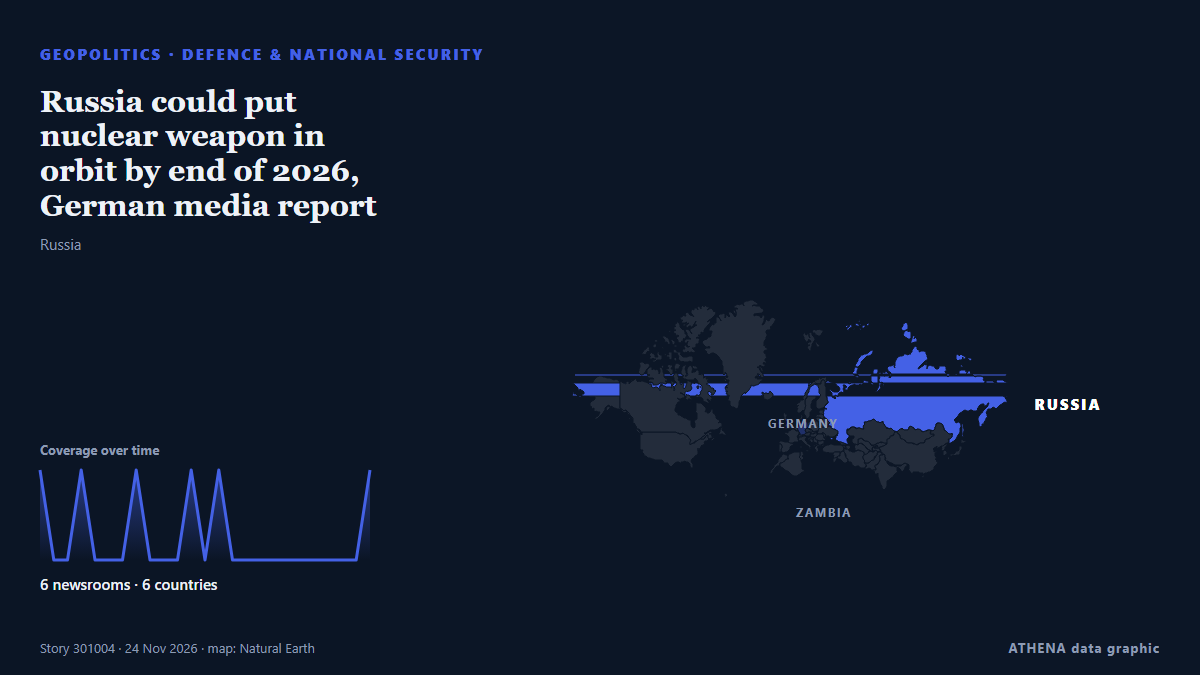 GEOPOLITICS · DEFENCE & NATIONAL SECURITY
Russia could put
nuclear weapon in
orbit by end of 2026,
German media report
Russia
RUSSIA
GERMANY
Coverage over time
ZAMBIA
6 newsrooms · 6 countries
Story 301004 · 24 Nov 2026 · map: Natural Earth
ATHENA data graphic